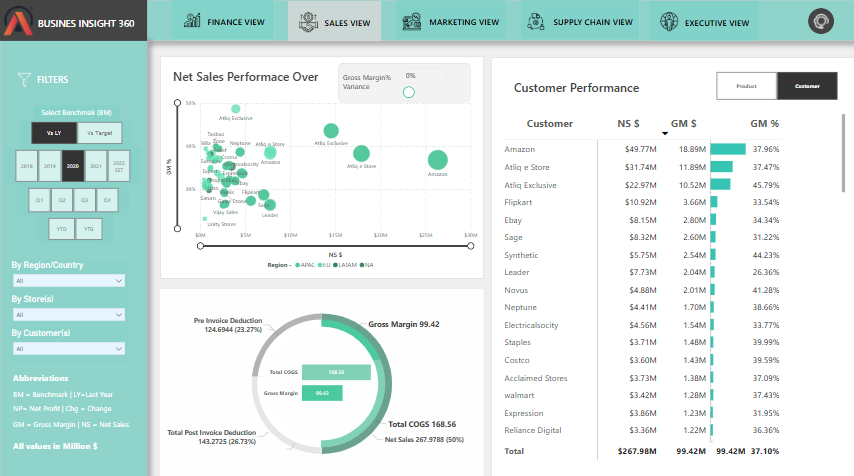 BUSINES INSIGHT 360
FINANCE VIEW
SALES VIEW
MARKETING VIEW
SUPPLY CHAIN VIEW
EXECUTIVE VIEW
FILTERS
Select Benchmak (BM)
Vs LY
Vs Target
2018
2019
2020
2021
2022 EST
Q1
Q2
Q3
Q4
YTD
YTG
By Region/Country
All
By Store(s)
All
By Customer(s)
All
Abbreviations
BM = Benchmark | LY=Last Year
NP= Net Profit | Chg = Change
GM = Gross Margin | NS = Net Sales
All values in Million $
Net Sales Performace Over
Gross Margin% Variance
0%
50%
40%
30%
GM %
Atliq Exclusive
Taobao
Zone
Neptune
Atliq e Store
Amazon
Flipkart
Sage
Leader
Vijay Sales
Unity Stores
Atliq Exclusive
Atliq e Store
Amazon
$0M
$5M
$10M
$15M
$20M
$25M
$30M
NS $
Region - APAC EU LATAM NA
Pre Invoice Deduction
124.6944 (23.27%)
Gross Margin 99.42
Total COGS 168.56
Gross Margin 99.42
Total COGS 168.56
Total Post Invoice Deduction
143.2725 (26.73%)
Net Sales 267.9788 (50%)
Customer Performance
Product
Customer
Customer NS $ GM $ GM %
Amazon $49.77M 18.89M 37.96%
Atliq e Store $31.74M 11.89M 37.47%
Atliq Exclusive $22.97M 10.52M 45.79%
Flipkart $10.92M 3.66M 33.54%
Ebay $8.15M 2.80M 34.34%
Sage $8.32M 2.60M 31.22%
Synthetic $5.75M 2.54M 44.23%
Leader $7.73M 2.04M 26.36%
Novus $4.88M 2.01M 41.28%
Neptune $4.41M 1.70M 38.66%
Electricalsocity $4.56M 1.54M 33.77%
Staples $3.71M 1.48M 39.99%
Costco $3.60M 1.43M 39.59%
Acclaimed Stores $3.73M 1.38M 37.09%
walmart $3.42M 1.28M 37.43%
Expression $3.86M 1.23M 31.95%
Reliance Digital $3.36M 1.22M 36.36%
Total $267.98M 99.42M 99.42M 37.10%